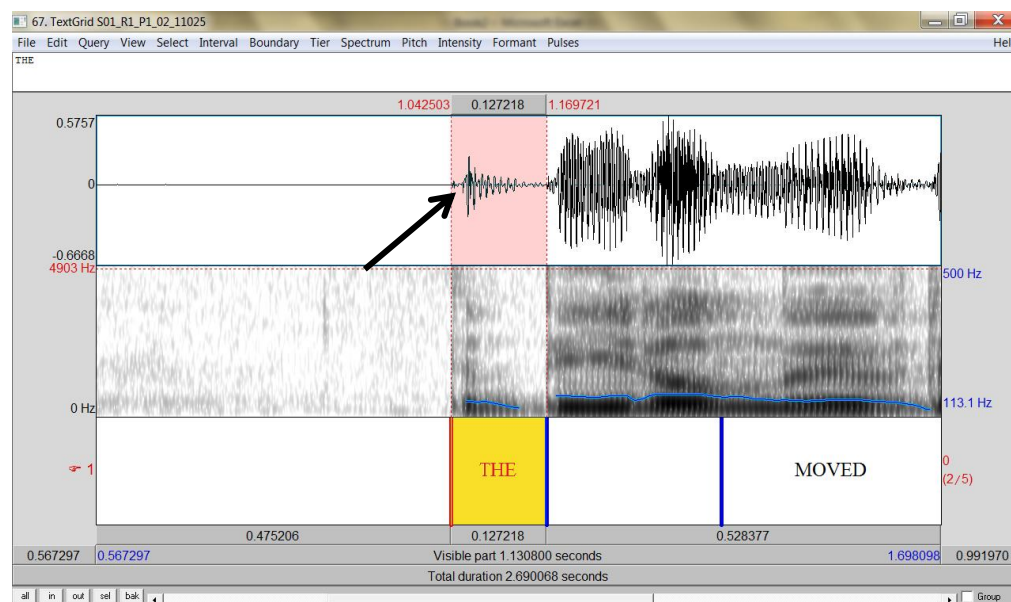 67. TextGrid S01_R1_P1_02_11025
File Edit Query View Select Interval Boundary Tier Spectrum Pitch Intensity Formant Pulses Hel
THE
1.042503 0.127218 1.169721
0.5757
0
-0.6668
4903 Hz 500 Hz
0 Hz 113.1 Hz
1 THE MOVED 0
(2/5)
0.475206 0.127218 0.528377
0.567297 0.567297 Visible part 1.130800 seconds 1.698098 0.991970
Total duration 2.690068 seconds
all in out sel bak Group